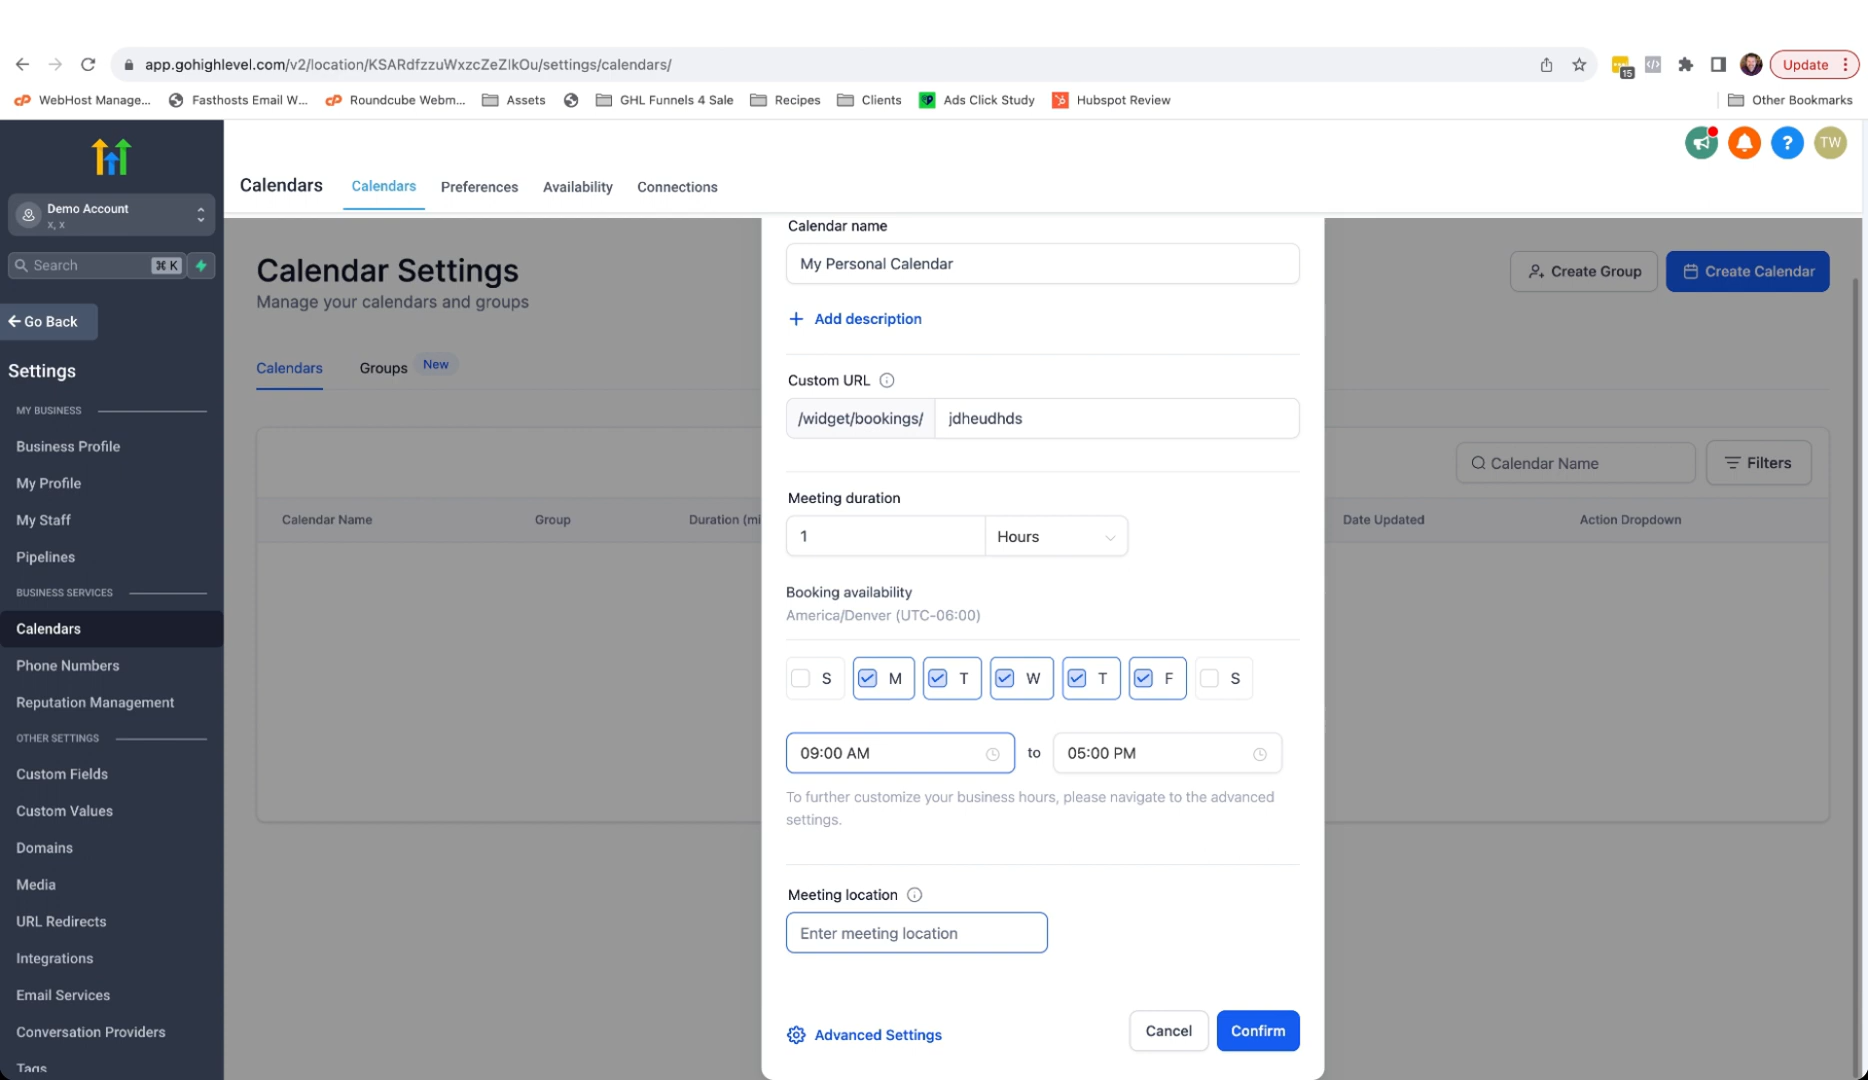 app.gohighlevel.com/v2/location/KSARdfzzuWxzcZeZlkOu/settings/calendars/
15
Update
WebHost Manage...
Fasthosts Email W...
Roundcube Webm...
Assets
GHL Funnels 4 Sale
Recipes
Clients
Ads Click Study
Hubspot Review
Other Bookmarks
Demo Account
x, x
Search
⌘ K
Go Back
Settings
MY BUSINESS
Business Profile
My Profile
My Staff
Pipelines
BUSINESS SERVICES
Calendars
Phone Numbers
Reputation Management
OTHER SETTINGS
Custom Fields
Custom Values
Domains
Media
URL Redirects
Integrations
Email Services
Conversation Providers
Tags
Calendars
Calendars
Preferences
Availability
Connections
?
TW
Calendar Settings
Manage your calendars and groups
Create Group
Create Calendar
Calendars
Groups
New
Calendar Name
Filters
Calendar Name
Group
Duration (mi
Date Updated
Action Dropdown
Calendar name
My Personal Calendar
+ Add description
Custom URL
/widget/bookings/
jdheudhds
Meeting duration
1
Hours
Booking availability
America/Denver (UTC-06:00)
S
M
T
W
T
F
S
09:00 AM
to
05:00 PM
To further customize your business hours, please navigate to the advanced
settings.
Meeting location
Enter meeting location
Advanced Settings
Cancel
Confirm